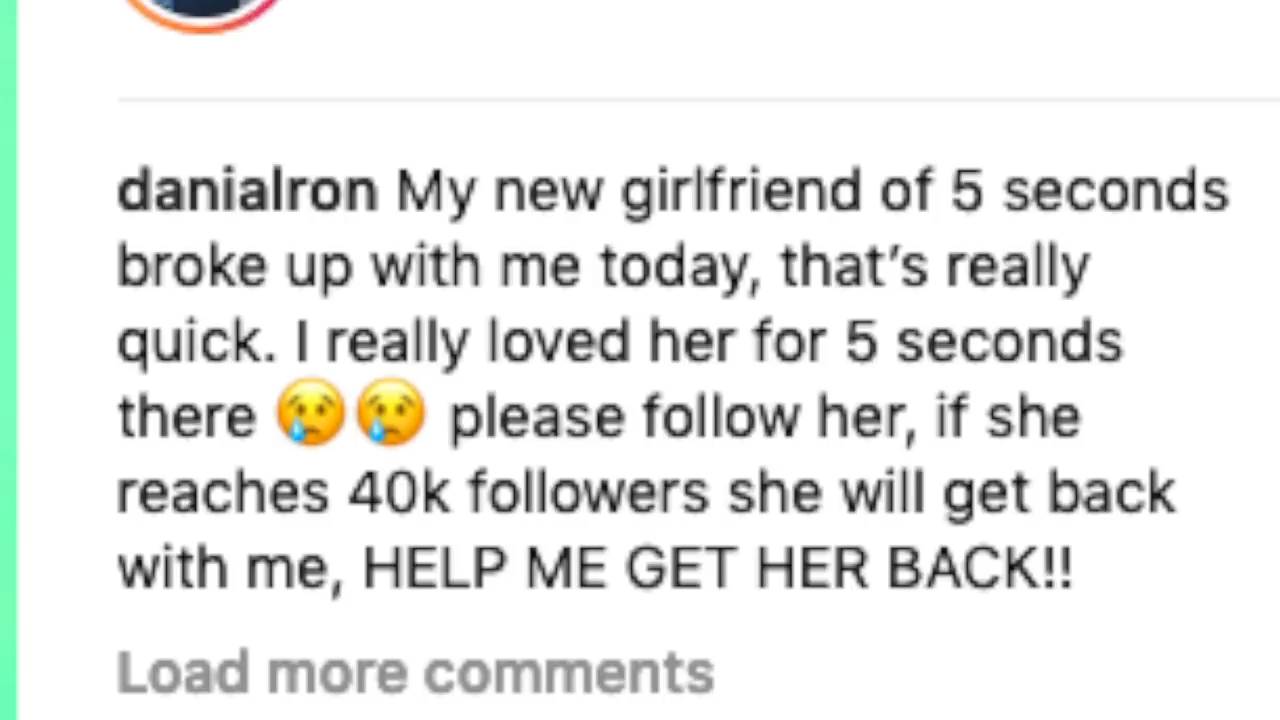 danialron My new girlfriend of 5 seconds
broke up with me today, that’s really
quick. I really loved her for 5 seconds
there 😢😢 please follow her, if she
reaches 40k followers she will get back
with me, HELP ME GET HER BACK!!
Load more comments